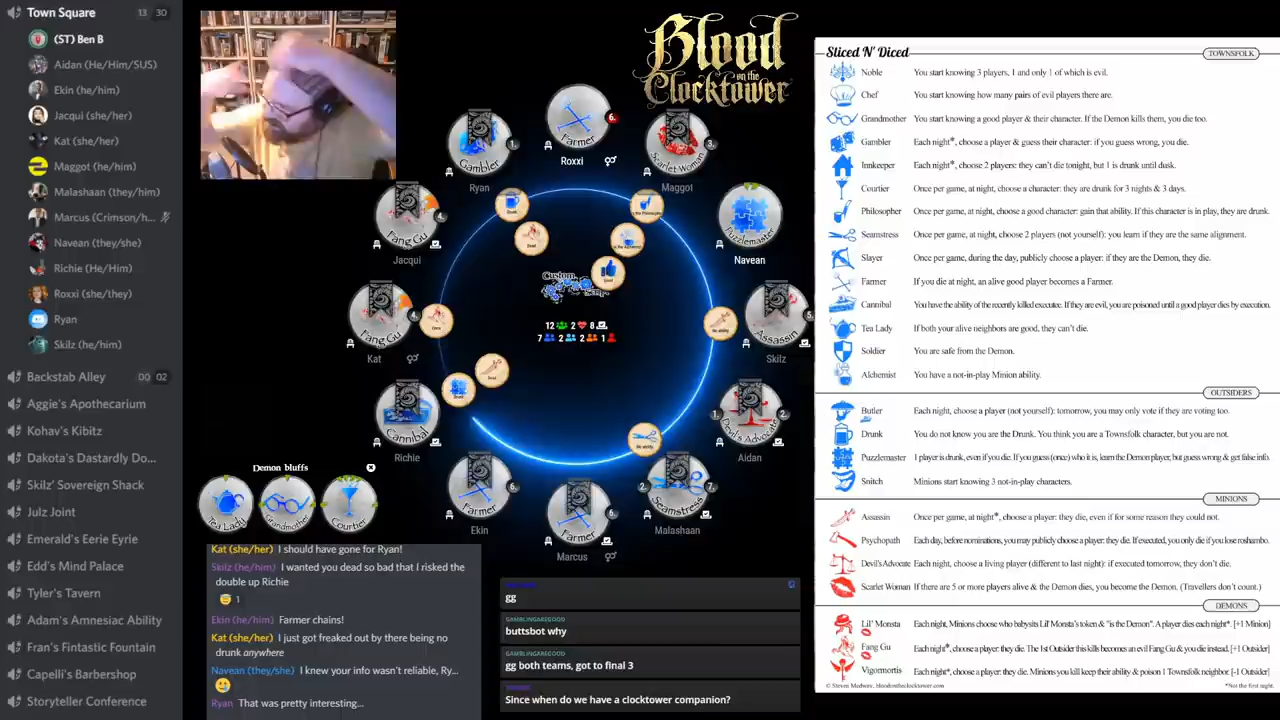 Town Square
13 30
(ST) Ben B
Aidan (He/Him/SUS)
Ekin (he/him)
Jacqui (she/her)
Kat (she/her)
Maggot (he/him)
Malashaan (they/him)
Marcus (Crimson/h...
Navean (they/she)
Richie (He/Him)
Roxxi (he/they)
Ryan
Skilz (he/him)
Backstab Alley
00 02
Aggie's Apothecarium
Kohav's Kibitz
Dakota's Dastardly Do...
Skilz' Sovereign Shack
Julz Joint
Emerald's Eerie Eyrie
Edd's Mind Palace
Tyler's Tavern
Adam's Amnesiac Ability
Fran's Fantastic Fountain
Capey's Potion Shop
Storyteller Conference
Blood
on the
Clocktower
Farmer
Roxxi
Gambler
Ryan
Scarlet Woman
Maggot
Fang Gu
Jacqui
Puzzlemaster
Navean
Fang Gu
Kat
Assassin
Skilz
Cannibal
Richie
Devil's Advocate
Aidan
Farmer
Ekin
Farmer
Marcus
Seamstress
Malashaan
Custom
Script
12 2 8
7 2 2 1
Demon bluffs
Tea Lady
Grandmother
Courtier
Kat (she/her) I should have gone for Ryan!
Skilz (he/him) I wanted you dead so bad that I risked the
double up Richie
1
Ekin (he/him) Farmer chains!
Kat (she/her) I just got freaked out by there being no
drunk anywhere
Navean (they/she) I knew your info wasn't reliable, Ry...
Ryan That was pretty interesting...
gg
GAMBLINGAKEGOOD
buttsbot why
GAMBLINGAKEGOOD
gg both teams, got to final 3
Since when do we have a clocktower companion?
Sliced N' Diced
TOWNSFOLK
Noble You start knowing 3 players, 1 and only 1 of which is evil.
Chef You start knowing how many pairs of evil players there are.
Grandmother You start knowing a good player & their character. If the Demon kills them, you die too.
Gambler Each night*, choose a player & guess their character: if you guess wrong, you die.
Innkeeper Each night*, choose 2 players: they can't die tonight, but 1 is drunk until dusk.
Courtier Once per game, at night, choose a character: they are drunk for 3 nights & 3 days.
Philosopher Once per game, at night, choose a good character: gain that ability. If this character is in play, they are drunk.
Seamstress Once per game, at night, choose 2 players (not yourself): you learn if they are the same alignment.
Slayer Once per game, during the day, publicly choose a player: if they are the Demon, they die.
Farmer If you die at night, an alive good player becomes a Farmer.
Cannibal You have the ability of the recently killed executee. If they are evil, you are poisoned until a good player dies by execution.
Tea Lady If both your alive neighbors are good, they can't die.
Soldier You are safe from the Demon.
Alchemist You have a not-in-play Minion ability.
OUTSIDERS
Butler Each night, choose a player (not yourself): tomorrow, you may only vote if they are voting too.
Drunk You do not know you are the Drunk. You think you are a Townsfolk character, but you are not.
Puzzlemaster 1 player is drunk, even if you die. If you guess (once) who it is, learn the Demon player, but guess wrong & get false info.
Snitch Minions start knowing 3 not-in-play characters.
MINIONS
Assassin Once per game, at night*, choose a player: they die, even if for some reason they could not.
Psychopath Each day, before nominations, you may publicly choose a player: they die. If executed, you only die if you lose roshambo.
Devil's Advocate Each night, choose a living player (different to last night): if executed tomorrow, they don't die.
Scarlet Woman If there are 5 or more players alive & the Demon dies, you become the Demon. (Travellers don't count.)
DEMONS
Lil' Monsta Each night, Minions choose who babysits Lil' Monsta's token & "is the Demon". A player dies each night*. [+1 Minion]
Fang Gu Each night*, choose a player: they die. The 1st Outsider this kills becomes an evil Fang Gu & you die instead. [+1 Outsider]
Vigormortis Each night*, choose a player: they die. Minions you kill keep their ability & poison 1 Townsfolk neighbor. [-1 Outsider]
© Steven Medway, bloodontheclocktower.com
*Not the first night.